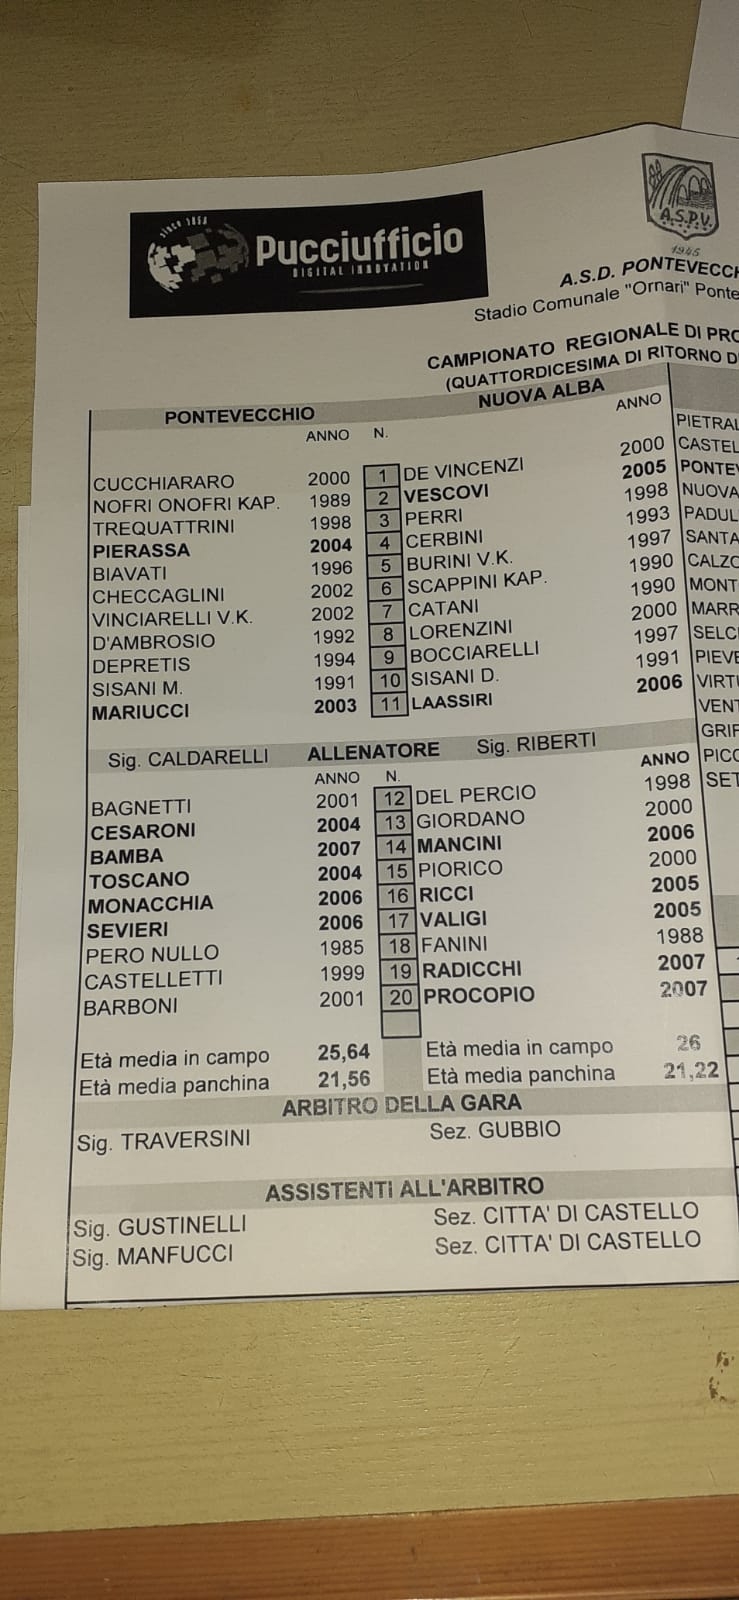 since 1858
Pucciufficio
DIGITAL INNOVATION
A.S.P.V.
1945
A.S.D. PONTEVECCH
Stadio Comunale "Ornari" Ponte
CAMPIONATO REGIONALE DI PRO
(QUATTORDICESIMA DI RITORNO D
PONTEVECCHIO NUOVA ALBA
ANNO N. ANNO
CUCCHIARARO 2000 1 DE VINCENZI 2000
NOFRI ONOFRI KAP. 1989 2 VESCOVI 2005
TREQUATTRINI 1998 3 PERRI 1998
PIERASSA 2004 4 CERBINI 1993
BIAVATI 1996 5 BURINI V.K. 1997
CHECCAGLINI 2002 6 SCAPPINI KAP. 1990
VINCIARELLI V.K. 2002 7 CATANI 1990
D'AMBROSIO 1992 8 LORENZINI 2000
DEPRETIS 1994 9 BOCCIARELLI 1997
SISANI M. 1991 10 SISANI D. 1991
MARIUCCI 2003 11 LAASSIRI 2006
Sig. CALDARELLI ALLENATORE Sig. RIBERTI
ANNO N. ANNO
BAGNETTI 2001 12 DEL PERCIO 1998
CESARONI 2004 13 GIORDANO 2000
BAMBA 2007 14 MANCINI 2006
TOSCANO 2004 15 PIORICO 2000
MONACCHIA 2006 16 RICCI 2005
SEVIERI 2006 17 VALIGI 2005
PERO NULLO 1985 18 FANINI 1988
CASTELLETTI 1999 19 RADICCHI 2007
BARBONI 2001 20 PROCOPIO 2007
Età media in campo 25,64 Età media in campo 26
Età media panchina 21,56 Età media panchina 21,22
ARBITRO DELLA GARA
Sig. TRAVERSINI Sez. GUBBIO
ASSISTENTI ALL'ARBITRO
Sig. GUSTINELLI Sez. CITTA' DI CASTELLO
Sig. MANFUCCI Sez. CITTA' DI CASTELLO
PIETRAL
CASTEL
PONTEV
NUOVA
PADUL
SANTA
CALZO
MONT
MARR
SELC
PIEVE
VIRTU
VENT
GRIF
PICC
SET